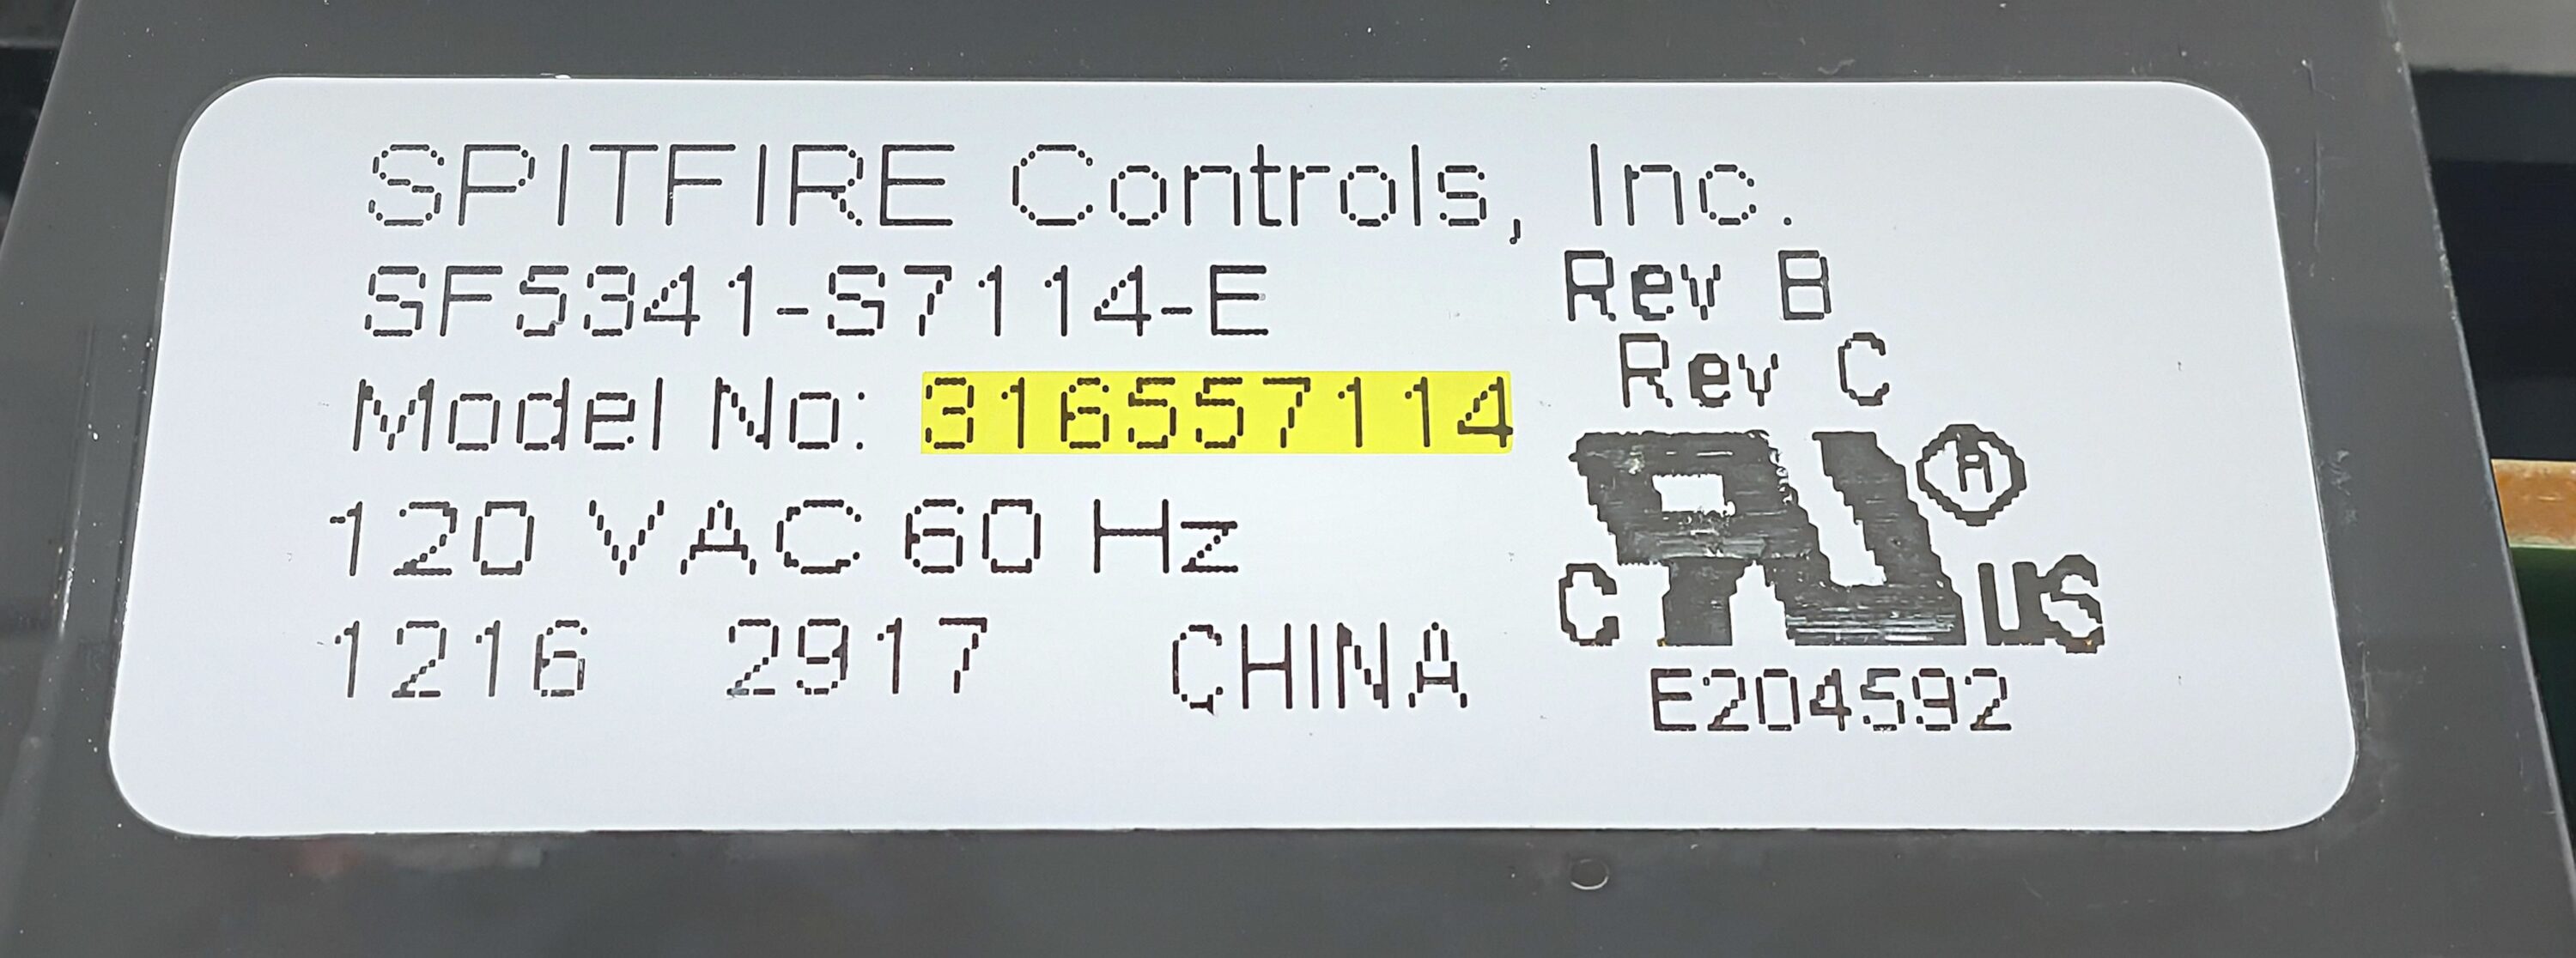 SPITFIRE Controls, Inc.
SF5341-S7114-E Rev B
Rev C
Model No: 316557114
120 VAC 60 Hz
1216 2917 CHINA
C RU ® US
E204592